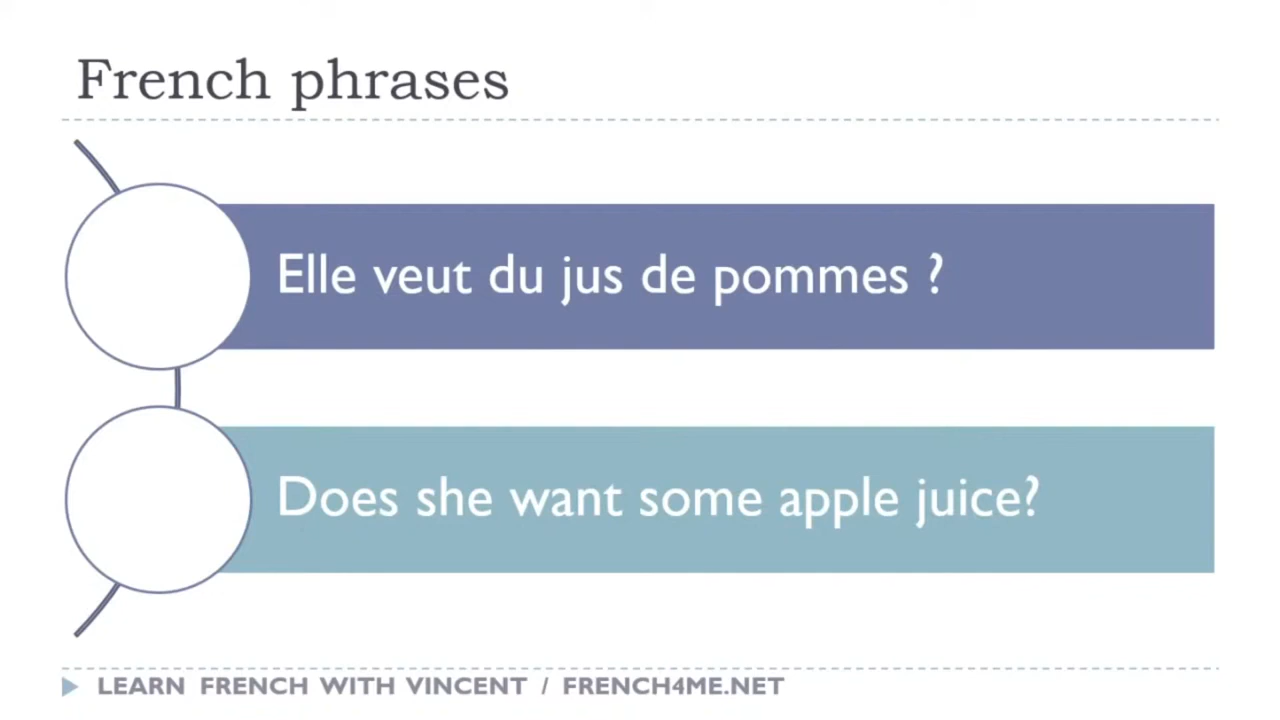 French phrases
Elle veut du jus de pommes ?
Does she want some apple juice?
LEARN FRENCH WITH VINCENT / FRENCH4ME.NET